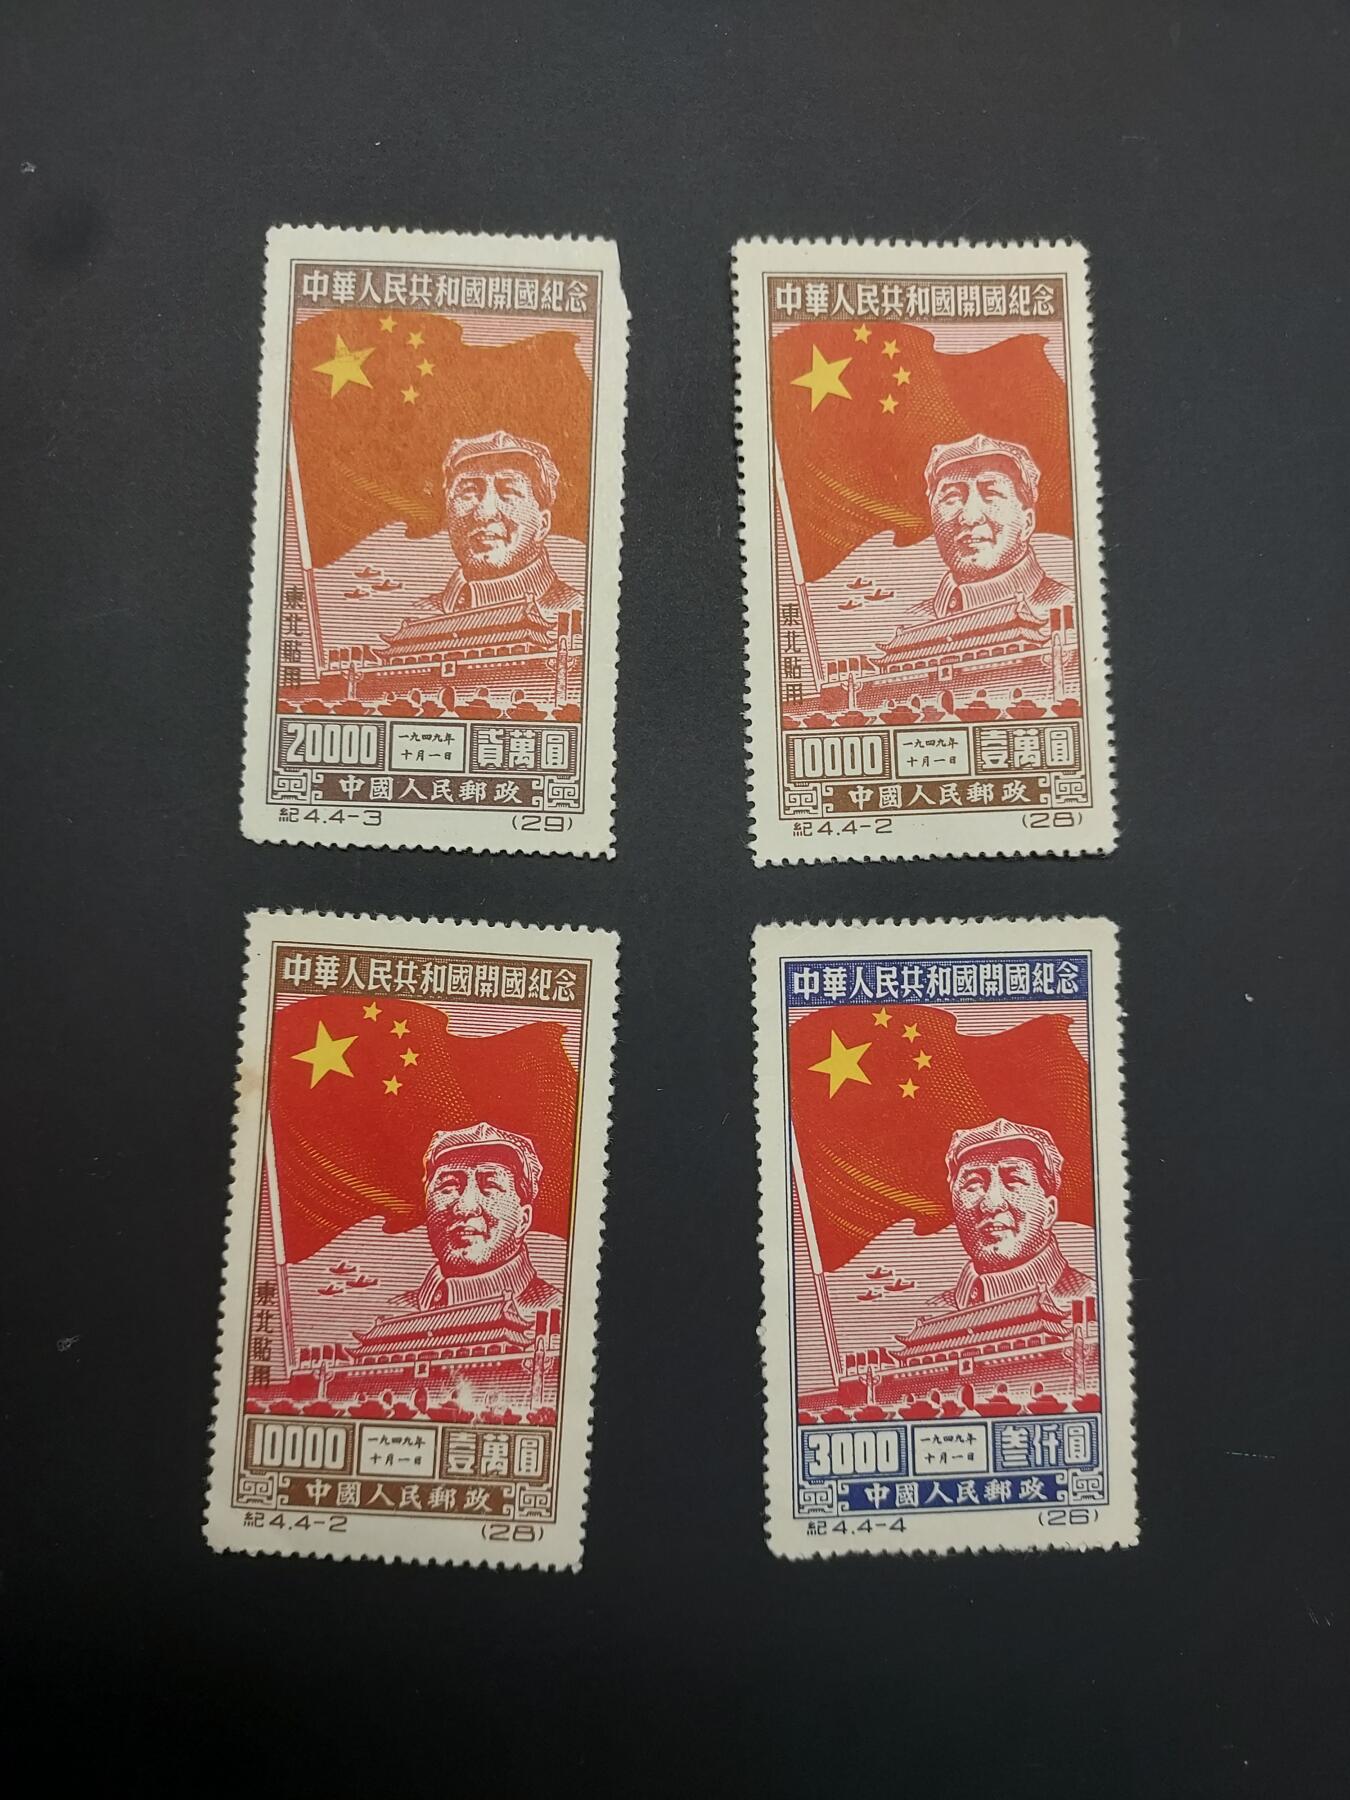 中華人民共和國開國紀念
東北貼用
20000
一九四九年
十月一日
貳萬圓
中國人民郵政
紀4.4-3
(29)
中華人民共和國開國紀念
東北貼用
10000
一九四九年
十月一日
壹萬圓
中國人民郵政
紀4.4-2
(28)
中華人民共和國開國紀念
東北貼用
10000
一九四九年
十月一日
壹萬圓
中國人民郵政
紀4.4-2
(28)
中華人民共和國開國紀念
3000
一九四九年
十月一日
叁仟圓
中國人民郵政
紀4.4-4
(26)